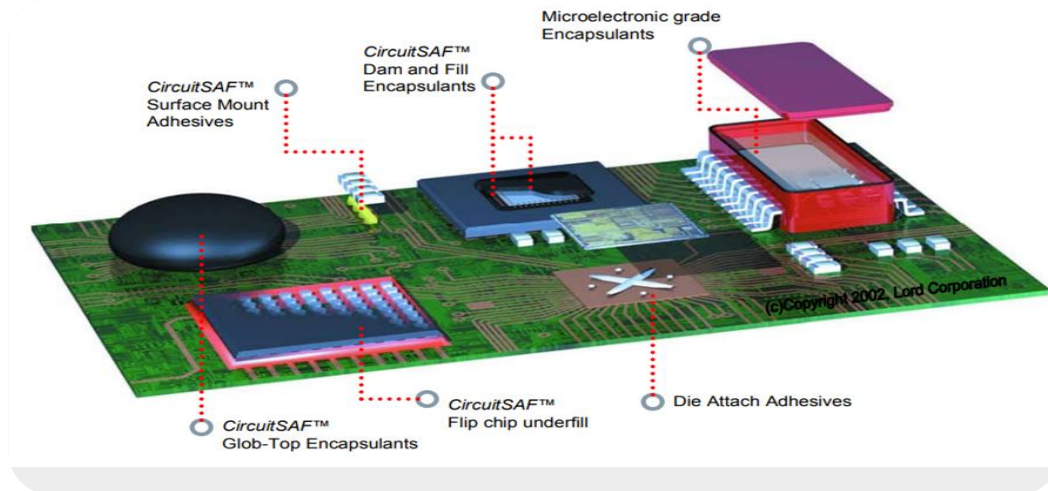 Microelectronic grade
Encapsulants
CircuitSAF™
Dam and Fill
Encapsulants
CircuitSAF™
Surface Mount
Adhesives
(c)Copyright 2002, Lord Corporation
Die Attach Adhesives
CircuitSAF™
Flip chip underfill
CircuitSAF™
Glob-Top Encapsulants